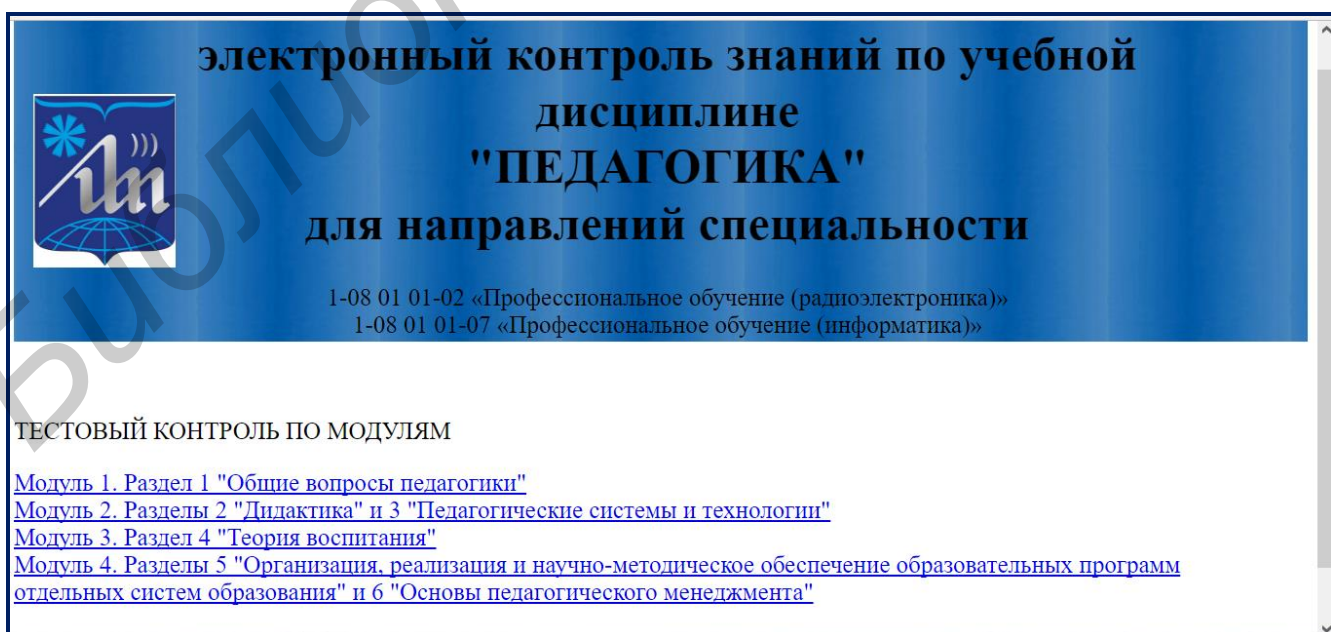 электронный контроль знаний по учебной
дисциплине
"ПЕДАГОГИКА"
для направлений специальности
1-08 01 01-02 «Профессиональное обучение (радиоэлектроника)»
1-08 01 01-07 «Профессиональное обучение (информатика)»
ТЕСТОВЫЙ КОНТРОЛЬ ПО МОДУЛЯМ
Модуль 1. Раздел 1 "Общие вопросы педагогики"
Модуль 2. Разделы 2 "Дидактика" и 3 "Педагогические системы и технологии"
Модуль 3. Раздел 4 "Теория воспитания"
Модуль 4. Разделы 5 "Организация, реализация и научно-методическое обеспечение образовательных программ
отдельных систем образования" и 6 "Основы педагогического менеджмента"